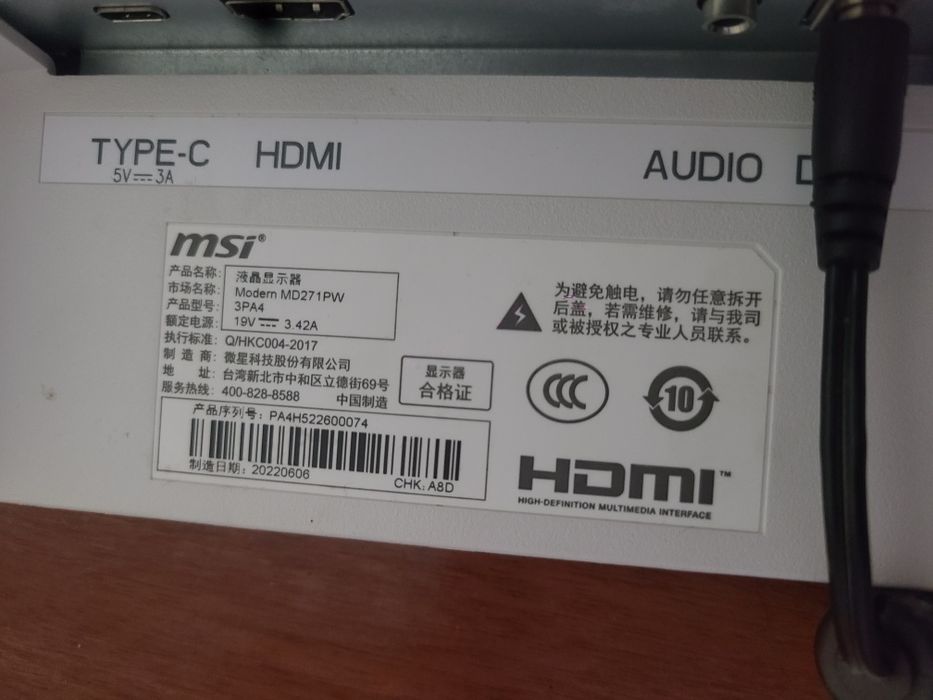 TYPE-C HDMI AUDIO D
5V⎓3A
msi®
产品名称: 液晶显示器
市场名称: Modern MD271PW
产品型号: 3PA4
额定电源: 19V⎓3.42A
执行标准: Q/HKC004-2017
制 造 商: 微星科技股份有限公司
地 址: 台湾新北市中和区立德街69号
服务热线: 400-828-8588 中国制造
显示器
合格证
产品序列号: PA4H522600074
制造日期: 20220606
CHK: A8D
为避免触电，请勿任意拆开
后盖，若需维修，请与我司
或被授权之专业人员联系。
CCC
10
HDMI™
HIGH-DEFINITION MULTIMEDIA INTERFACE